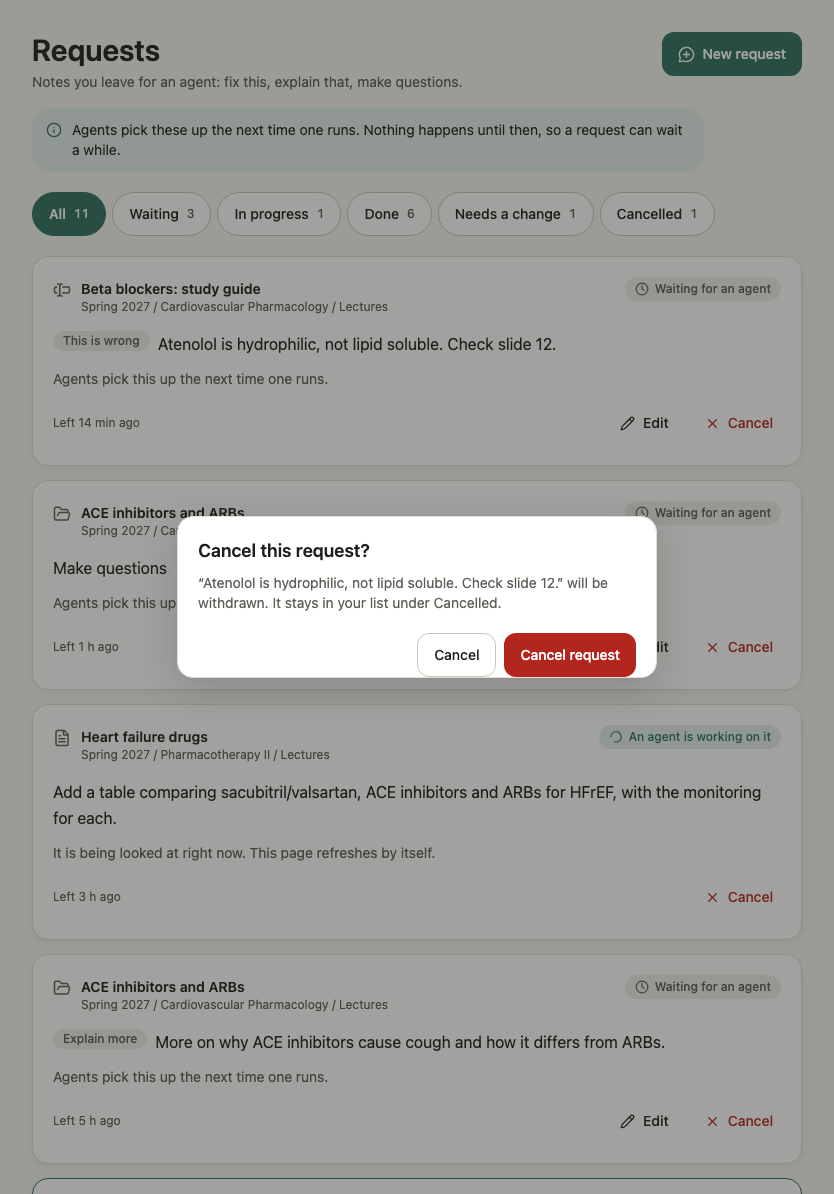 Requests
New request
Notes you leave for an agent: fix this, explain that, make questions.
Agents pick these up the next time one runs. Nothing happens until then, so a request can wait
a while.
All 11
Waiting 3
In progress 1
Done 6
Needs a change 1
Cancelled 1
Beta blockers: study guide
Waiting for an agent
Spring 2027 / Cardiovascular Pharmacology / Lectures
This is wrong Atenolol is hydrophilic, not lipid soluble. Check slide 12.
Agents pick this up the next time one runs.
Left 14 min ago
Edit
Cancel
ACE inhibitors and ARBs
Waiting for an agent
Spring 2027 /
Make questions
Agents pick this up
Left 1 h ago
Cancel
Cancel this request?
“Atenolol is hydrophilic, not lipid soluble. Check slide 12.” will be
withdrawn. It stays in your list under Cancelled.
Cancel
Cancel request
Heart failure drugs
An agent is working on it
Spring 2027 / Pharmacotherapy II / Lectures
Add a table comparing sacubitril/valsartan, ACE inhibitors and ARBs for HFrEF, with the monitoring
for each.
It is being looked at right now. This page refreshes by itself.
Left 3 h ago
Cancel
ACE inhibitors and ARBs
Waiting for an agent
Spring 2027 / Cardiovascular Pharmacology / Lectures
Explain more More on why ACE inhibitors cause cough and how it differs from ARBs.
Agents pick this up the next time one runs.
Left 5 h ago
Edit
Cancel